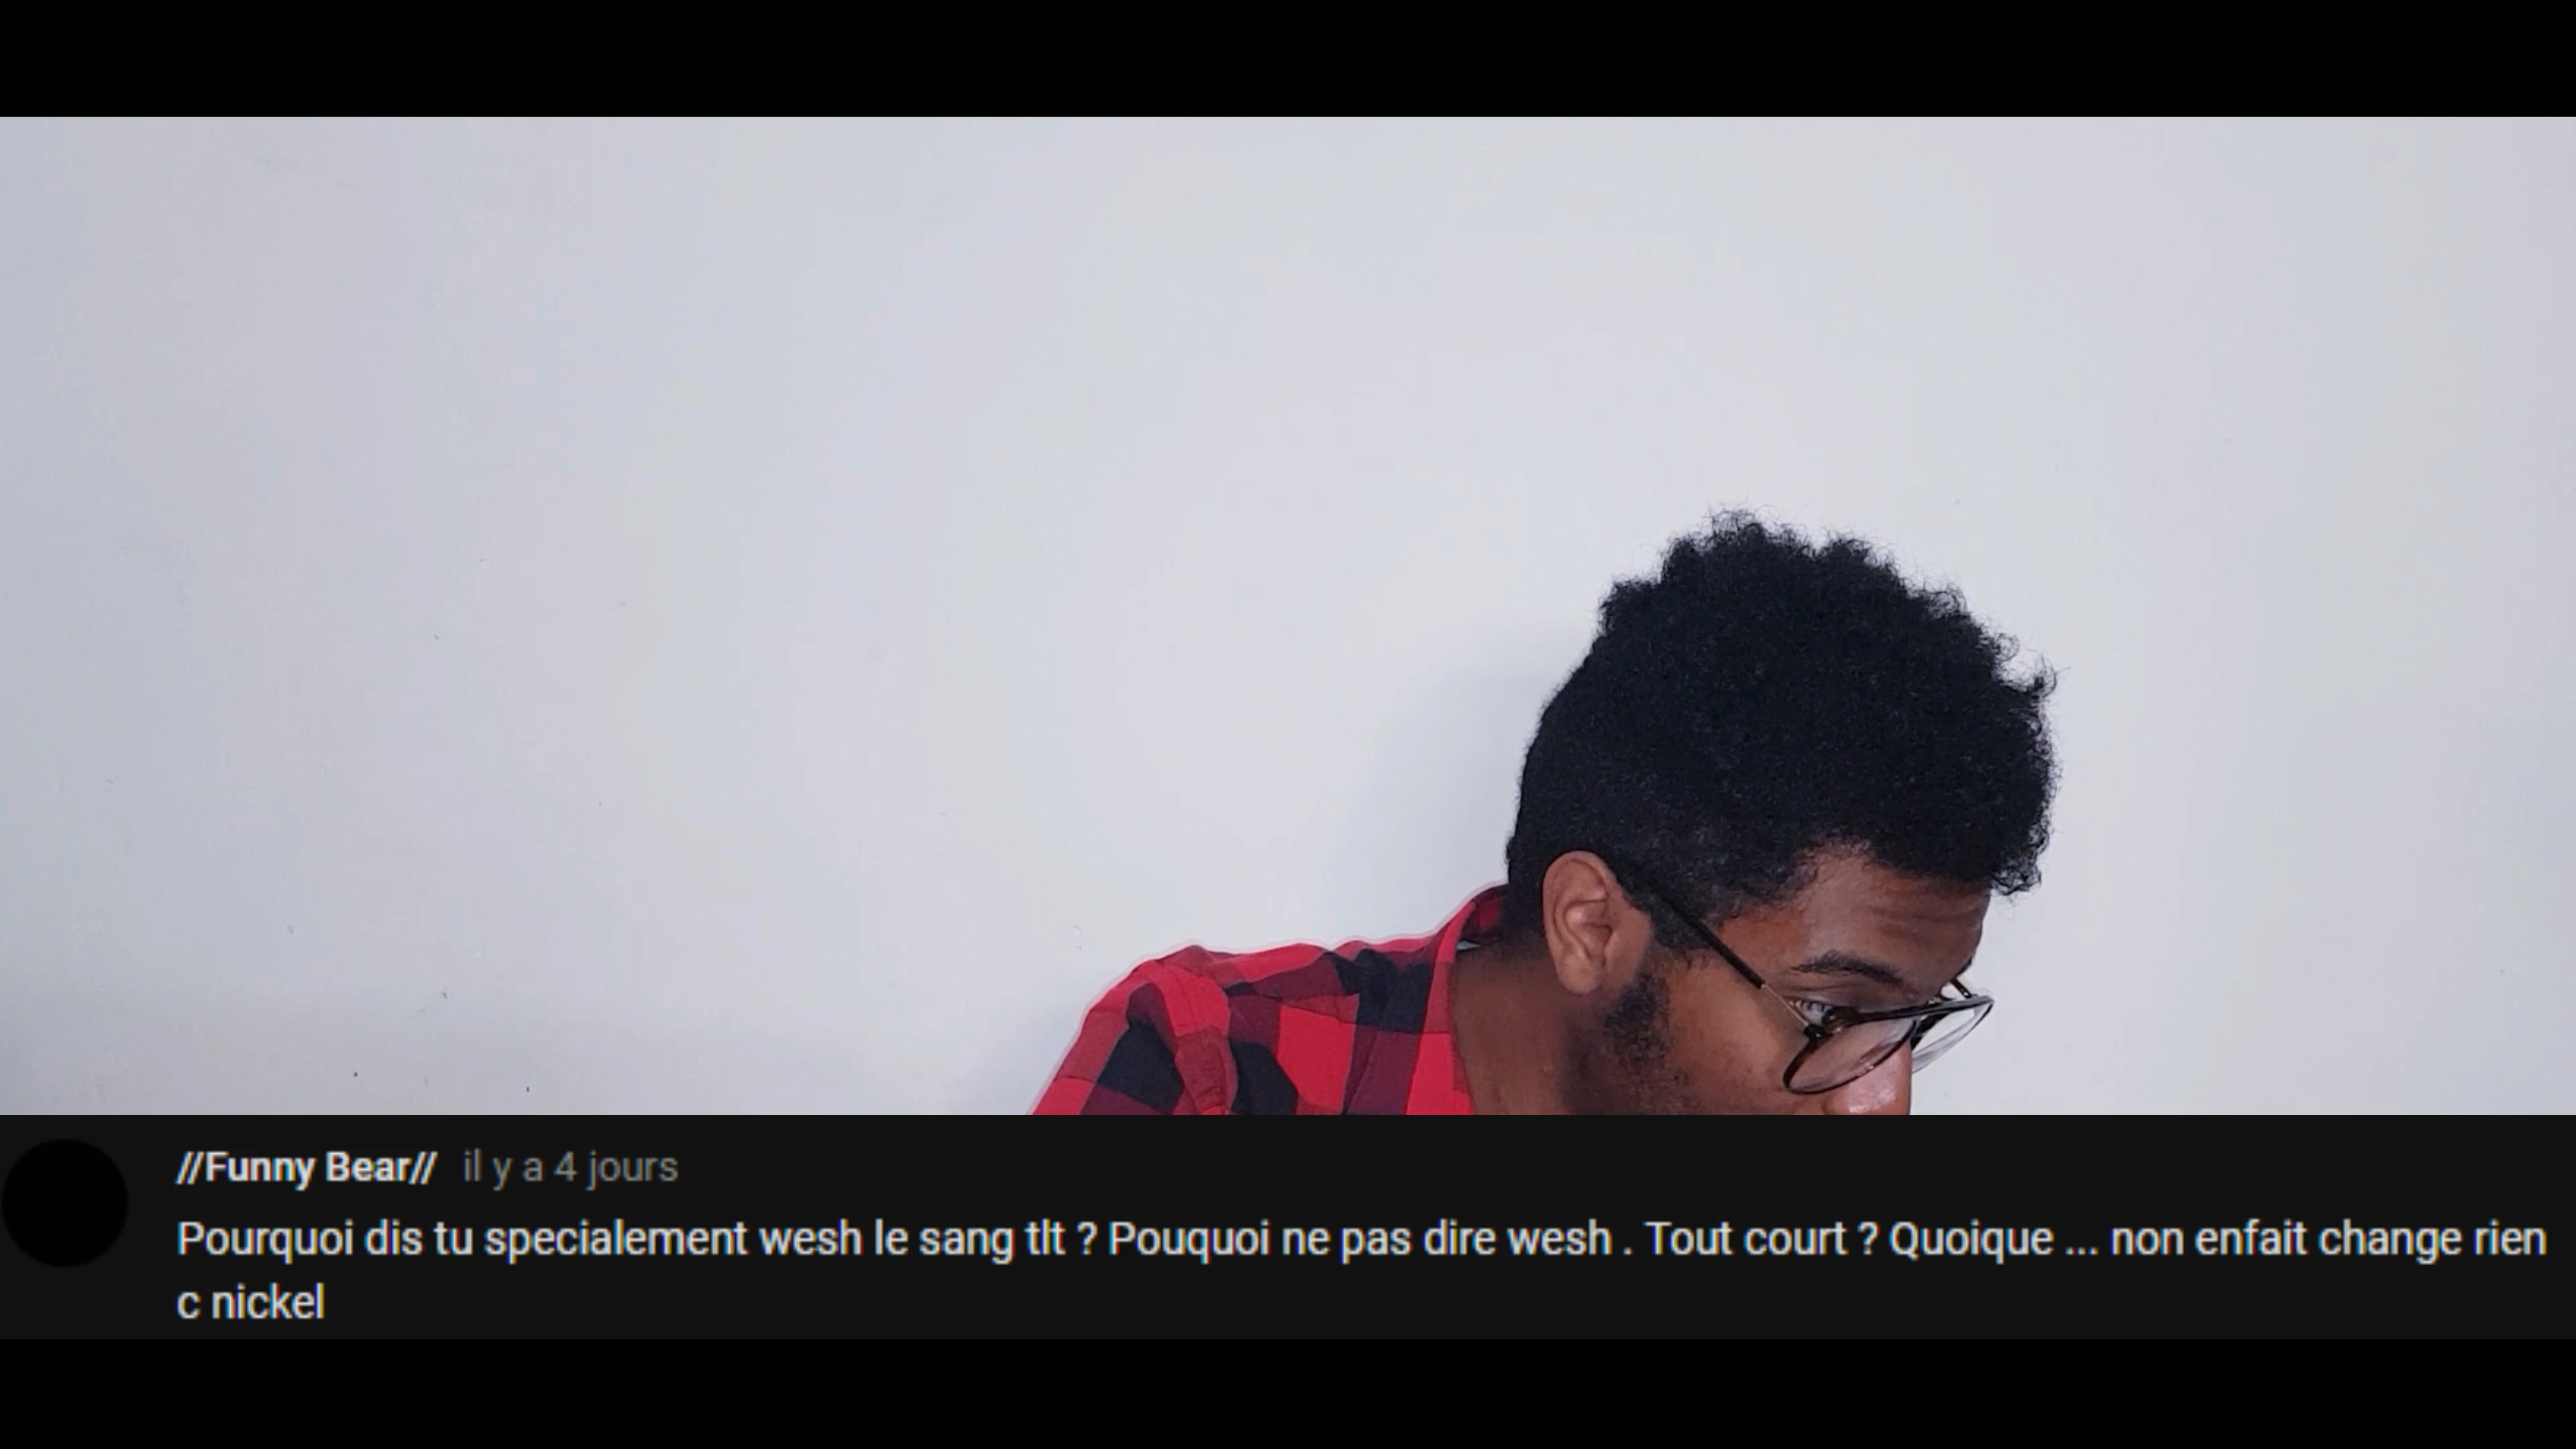 //Funny Bear// il y a 4 jours
Pourquoi dis tu specialement wesh le sang tlt ? Pouquoi ne pas dire wesh . Tout court ? Quoique ... non enfait change rien
c nickel